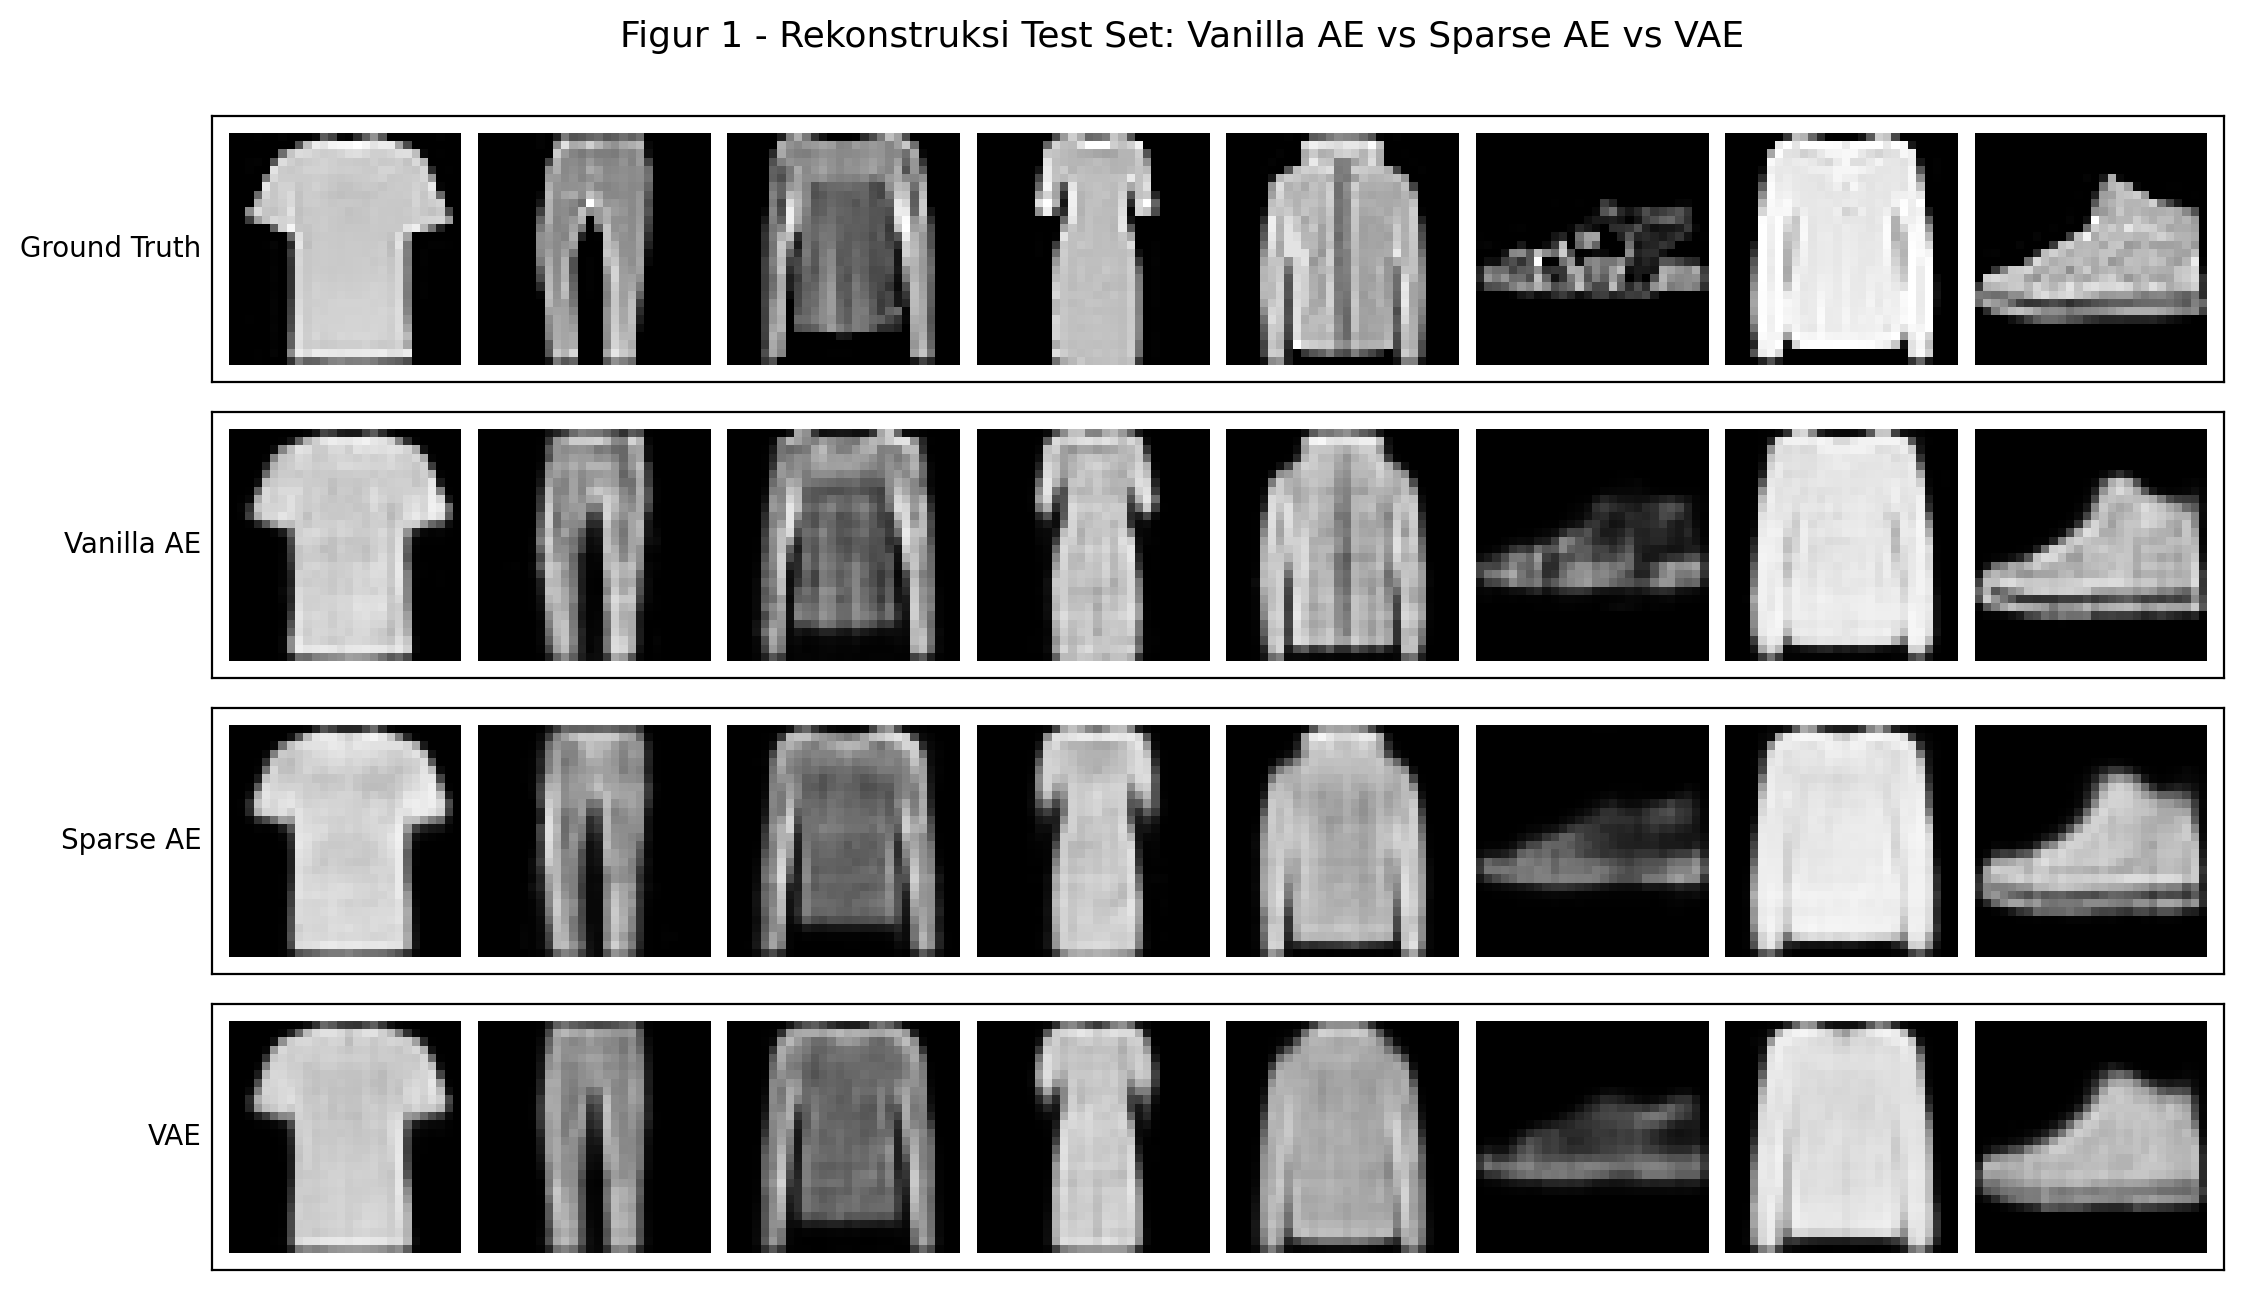 Figur 1 - Rekonstruksi Test Set: Vanilla AE vs Sparse AE vs VAE
Ground Truth
Vanilla AE
Sparse AE
VAE